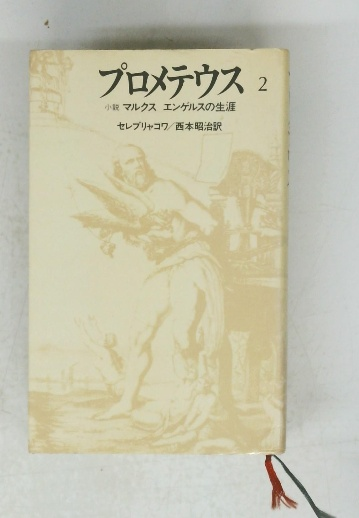 プロメテウス 2
小説 マルクス エンゲルスの生涯
セレブリャコワ/西本昭治訳